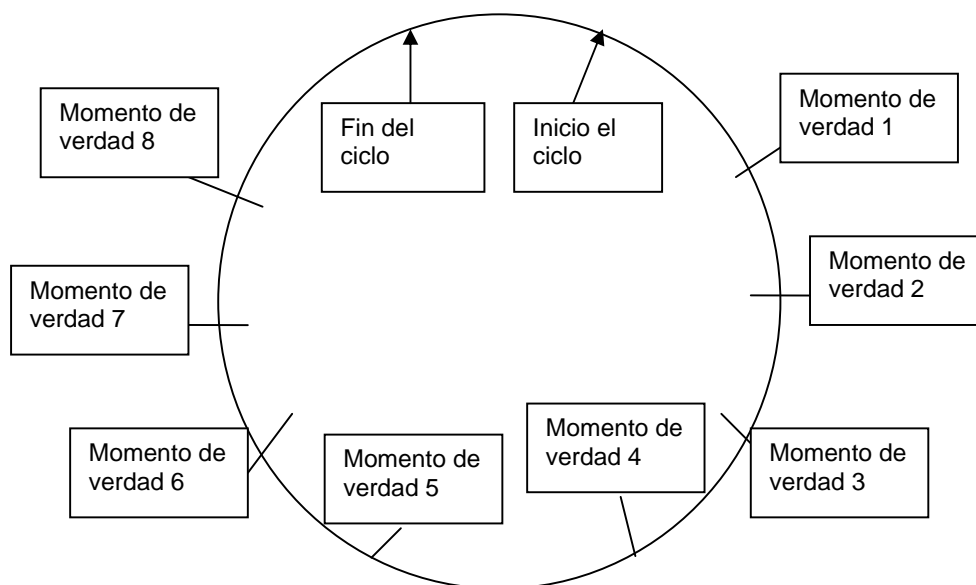 Fin del
ciclo
Inicio el
ciclo
Momento de
verdad 1
Momento de
verdad 2
Momento de
verdad 3
Momento de
verdad 4
Momento de
verdad 5
Momento de
verdad 6
Momento de
verdad 7
Momento de
verdad 8